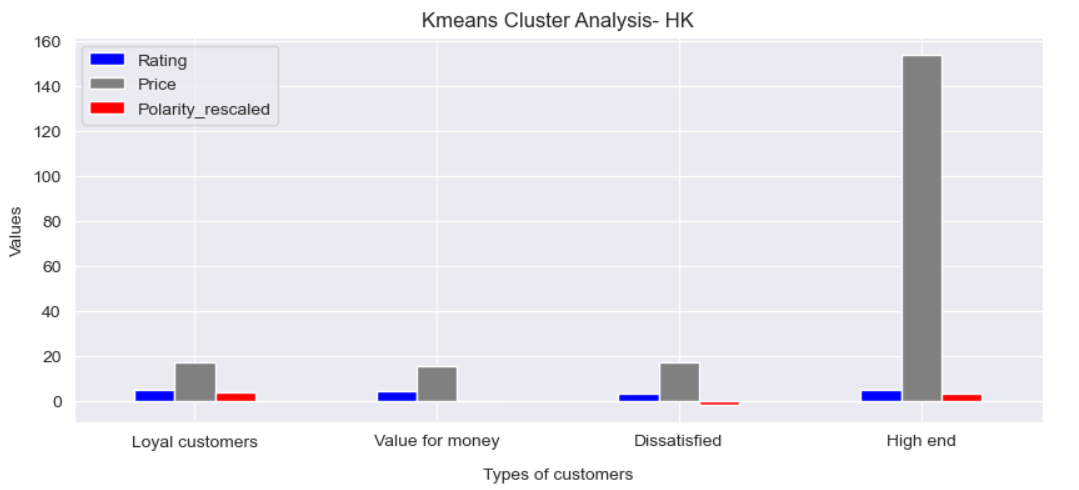 Kmeans Cluster Analysis- HK
Rating
Price
Polarity_rescaled
160
140
120
100
80
60
40
20
0
Values
Loyal customers
Value for money
Dissatisfied
High end
Types of customers